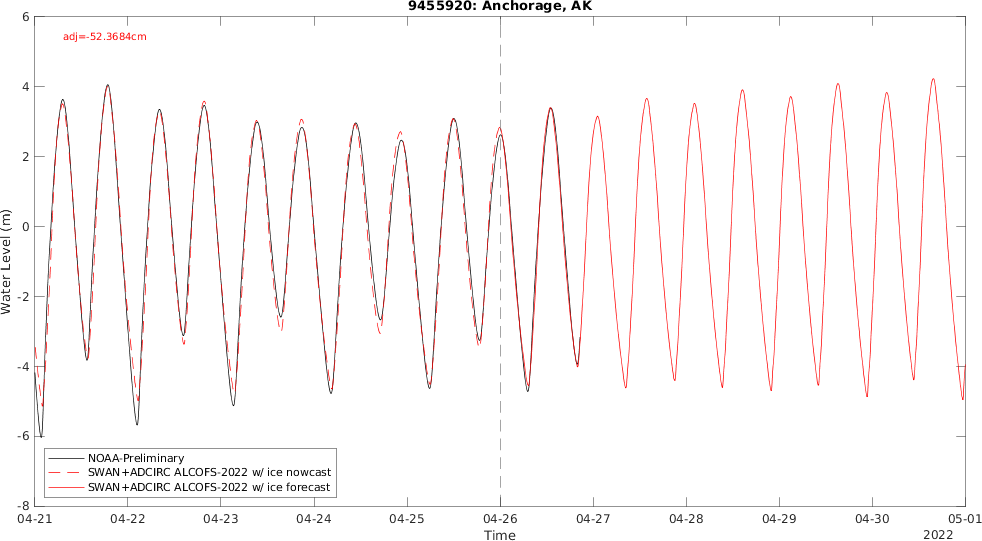 9455920: Anchorage, AK
adj=-52.3684cm
6
4
2
0
-2
-4
-6
-8
Water Level (m)
NOAA-Preliminary
SWAN+ADCIRC ALCOFS-2022 w/ ice nowcast
SWAN+ADCIRC ALCOFS-2022 w/ ice forecast
04-21 04-22 04-23 04-24 04-25 04-26 04-27 04-28 04-29 04-30 05-01
Time
2022